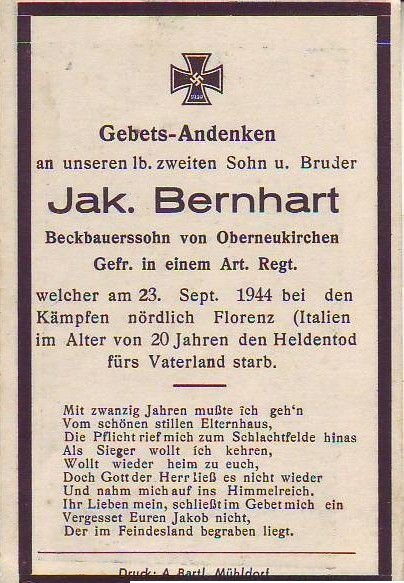 Gebets-Andenken
an unseren lb. zweiten Sohn u. Bruder
Jak. Bernhart
Beckbauerssohn von Oberneukirchen
Gefr. in einem Art. Regt.
welcher am 23. Sept. 1944 bei den
Kämpfen nördlich Florenz (Italien
im Alter von 20 Jahren den Heldentod
fürs Vaterland starb.
Mit zwanzig Jahren mußte ich geh'n
Vom schönen stillen Elternhaus,
Die Pflicht rief mich zum Schlachtfelde hinas
Als Sieger wollt ich kehren,
Wollt wieder heim zu euch,
Doch Gott der Herr ließ es nicht wieder
Und nahm mich auf ins Himmelreich.
Ihr Lieben mein, schließt im Gebet mich ein
Vergesset Euren Jakob nicht,
Der im Feindesland begraben liegt.
Druck: A. Bartl, Mühldorf